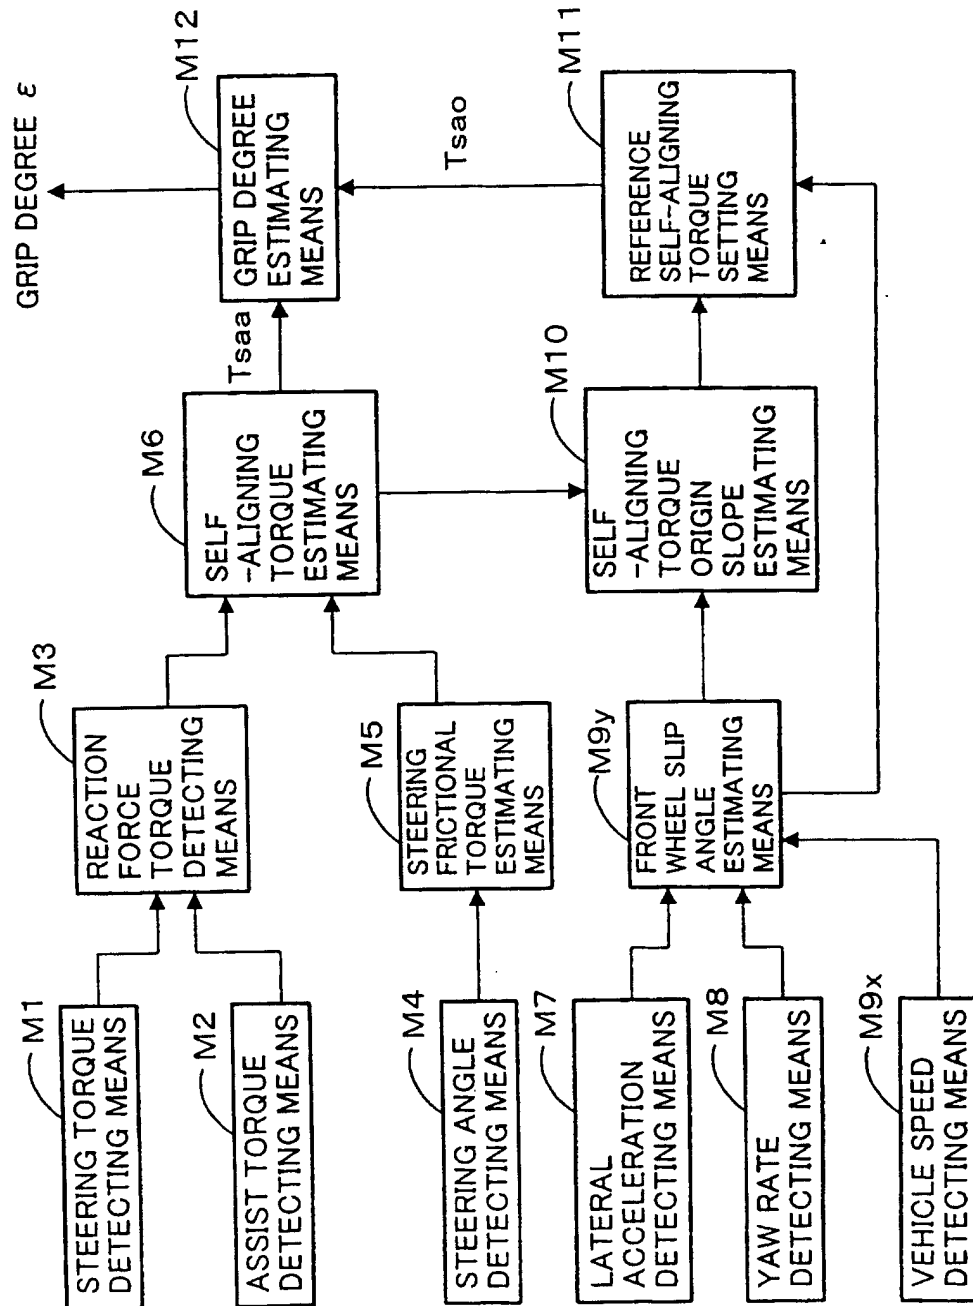 M1
STEERING TORQUE
DETECTING MEANS
M2
ASSIST TORQUE
DETECTING MEANS
M3
REACTION
FORCE
TORQUE
DETECTING
MEANS
M4
STEERING ANGLE
DETECTING MEANS
M5
STEERING
FRICTIONAL
TORQUE
ESTIMATING
MEANS
M6
SELF
-ALIGNING
TORQUE
ESTIMATING
MEANS
Tsaa
M12
GRIP DEGREE
ESTIMATING
MEANS
GRIP DEGREE ε
M7
LATERAL
ACCELERATION
DETECTING MEANS
M8
YAW RATE
DETECTING MEANS
M9x
VEHICLE SPEED
DETECTING MEANS
M9y
FRONT
WHEEL SLIP
ANGLE
ESTIMATING
MEANS
M10
SELF
-ALIGNING
TORQUE
ORIGIN
SLOPE
ESTIMATING
MEANS
Tsao
M11
REFERENCE
SELF-ALIGNING
TORQUE
SETTING
MEANS